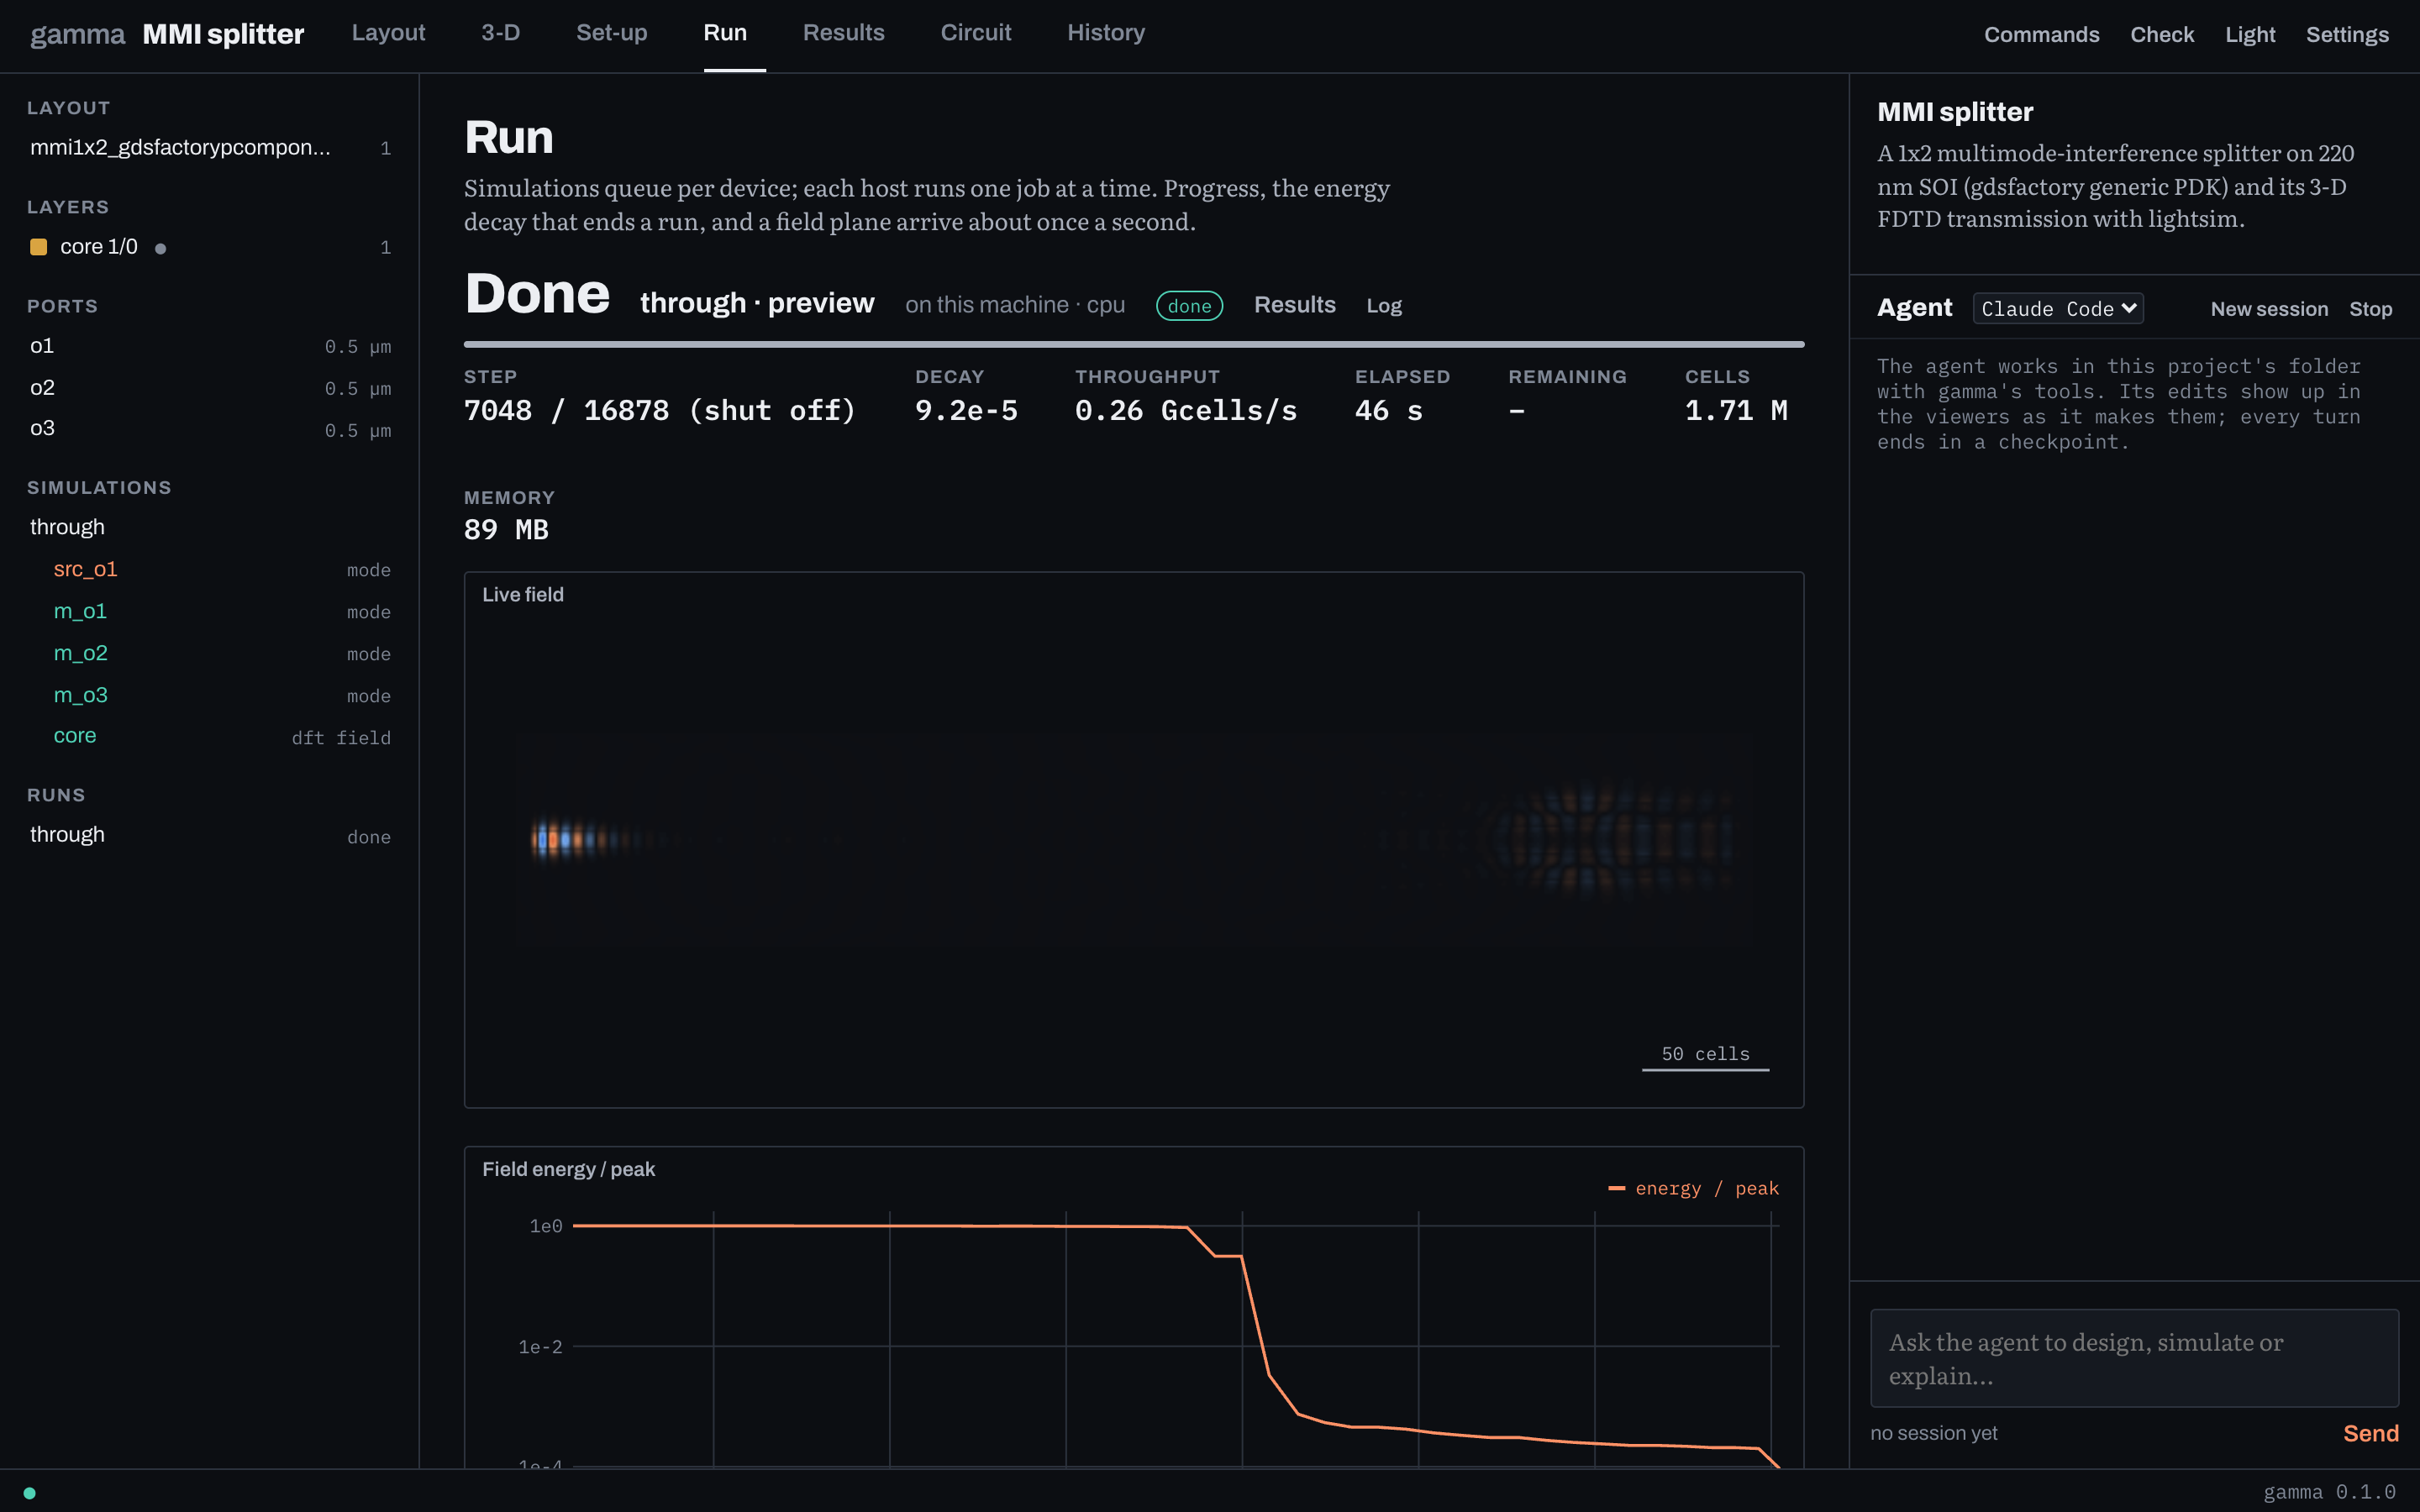 gamma MMI splitter Layout 3-D Set-up Run Results Circuit History Commands Check Light Settings
LAYOUT
mmi1x2_gdsfactorypcompon... 1
LAYERS
core 1/0 1
PORTS
o1 0.5 µm
o2 0.5 µm
o3 0.5 µm
SIMULATIONS
through
src_o1 mode
m_o1 mode
m_o2 mode
m_o3 mode
core dft field
RUNS
through done
Run
Simulations queue per device; each host runs one job at a time. Progress, the energy
decay that ends a run, and a field plane arrive about once a second.
Done through · preview on this machine · cpu done Results Log
STEP DECAY THROUGHPUT ELAPSED REMAINING CELLS
7048 / 16878 (shut off) 9.2e-5 0.26 Gcells/s 46 s – 1.71 M
MEMORY
89 MB
Live field
50 cells
Field energy / peak
energy / peak
1e0
1e-2
1e-4
MMI splitter
A 1x2 multimode-interference splitter on 220
nm SOI (gdsfactory generic PDK) and its 3-D
FDTD transmission with lightsim.
Agent Claude Code New session Stop
The agent works in this project's folder
with gamma's tools. Its edits show up in
the viewers as it makes them; every turn
ends in a checkpoint.
Ask the agent to design, simulate or
explain...
no session yet Send
gamma 0.1.0